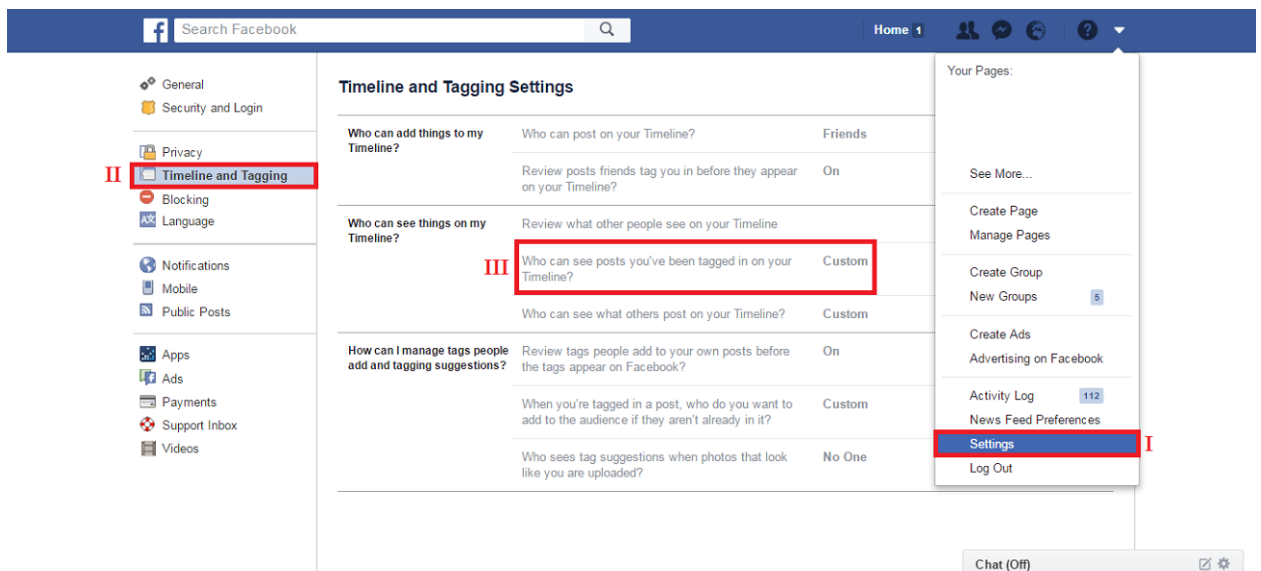 f
Search Facebook
Home 1
?
General
Security and Login
Privacy
II
Timeline and Tagging
Blocking
Language
Notifications
Mobile
Public Posts
Apps
Ads
Payments
Support Inbox
Videos
Timeline and Tagging Settings
Who can add things to my
Timeline?
Who can post on your Timeline?
Friends
Review posts friends tag you in before they appear
on your Timeline?
On
Who can see things on my
Timeline?
Review what other people see on your Timeline
III
Who can see posts you've been tagged in on your
Timeline?
Custom
Who can see what others post on your Timeline?
Custom
How can I manage tags people
add and tagging suggestions?
Review tags people add to your own posts before
the tags appear on Facebook?
On
When you're tagged in a post, who do you want to
add to the audience if they aren't already in it?
Custom
Who sees tag suggestions when photos that look
like you are uploaded?
No One
Your Pages:
See More...
Create Page
Manage Pages
Create Group
New Groups 5
Create Ads
Advertising on Facebook
Activity Log 112
News Feed Preferences
Settings
I
Log Out
Chat (Off)